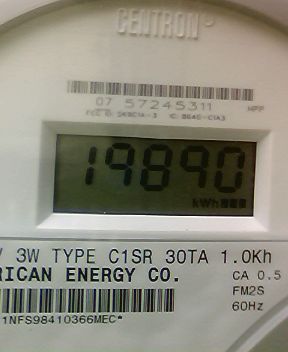 CENTRON
07 57245311
19890
kWh
V 3W TYPE C1SR 30TA 1.0Kh
RICAN ENERGY CO. CA 0.5
FM2S
60Hz
1NFS98410366MEC*